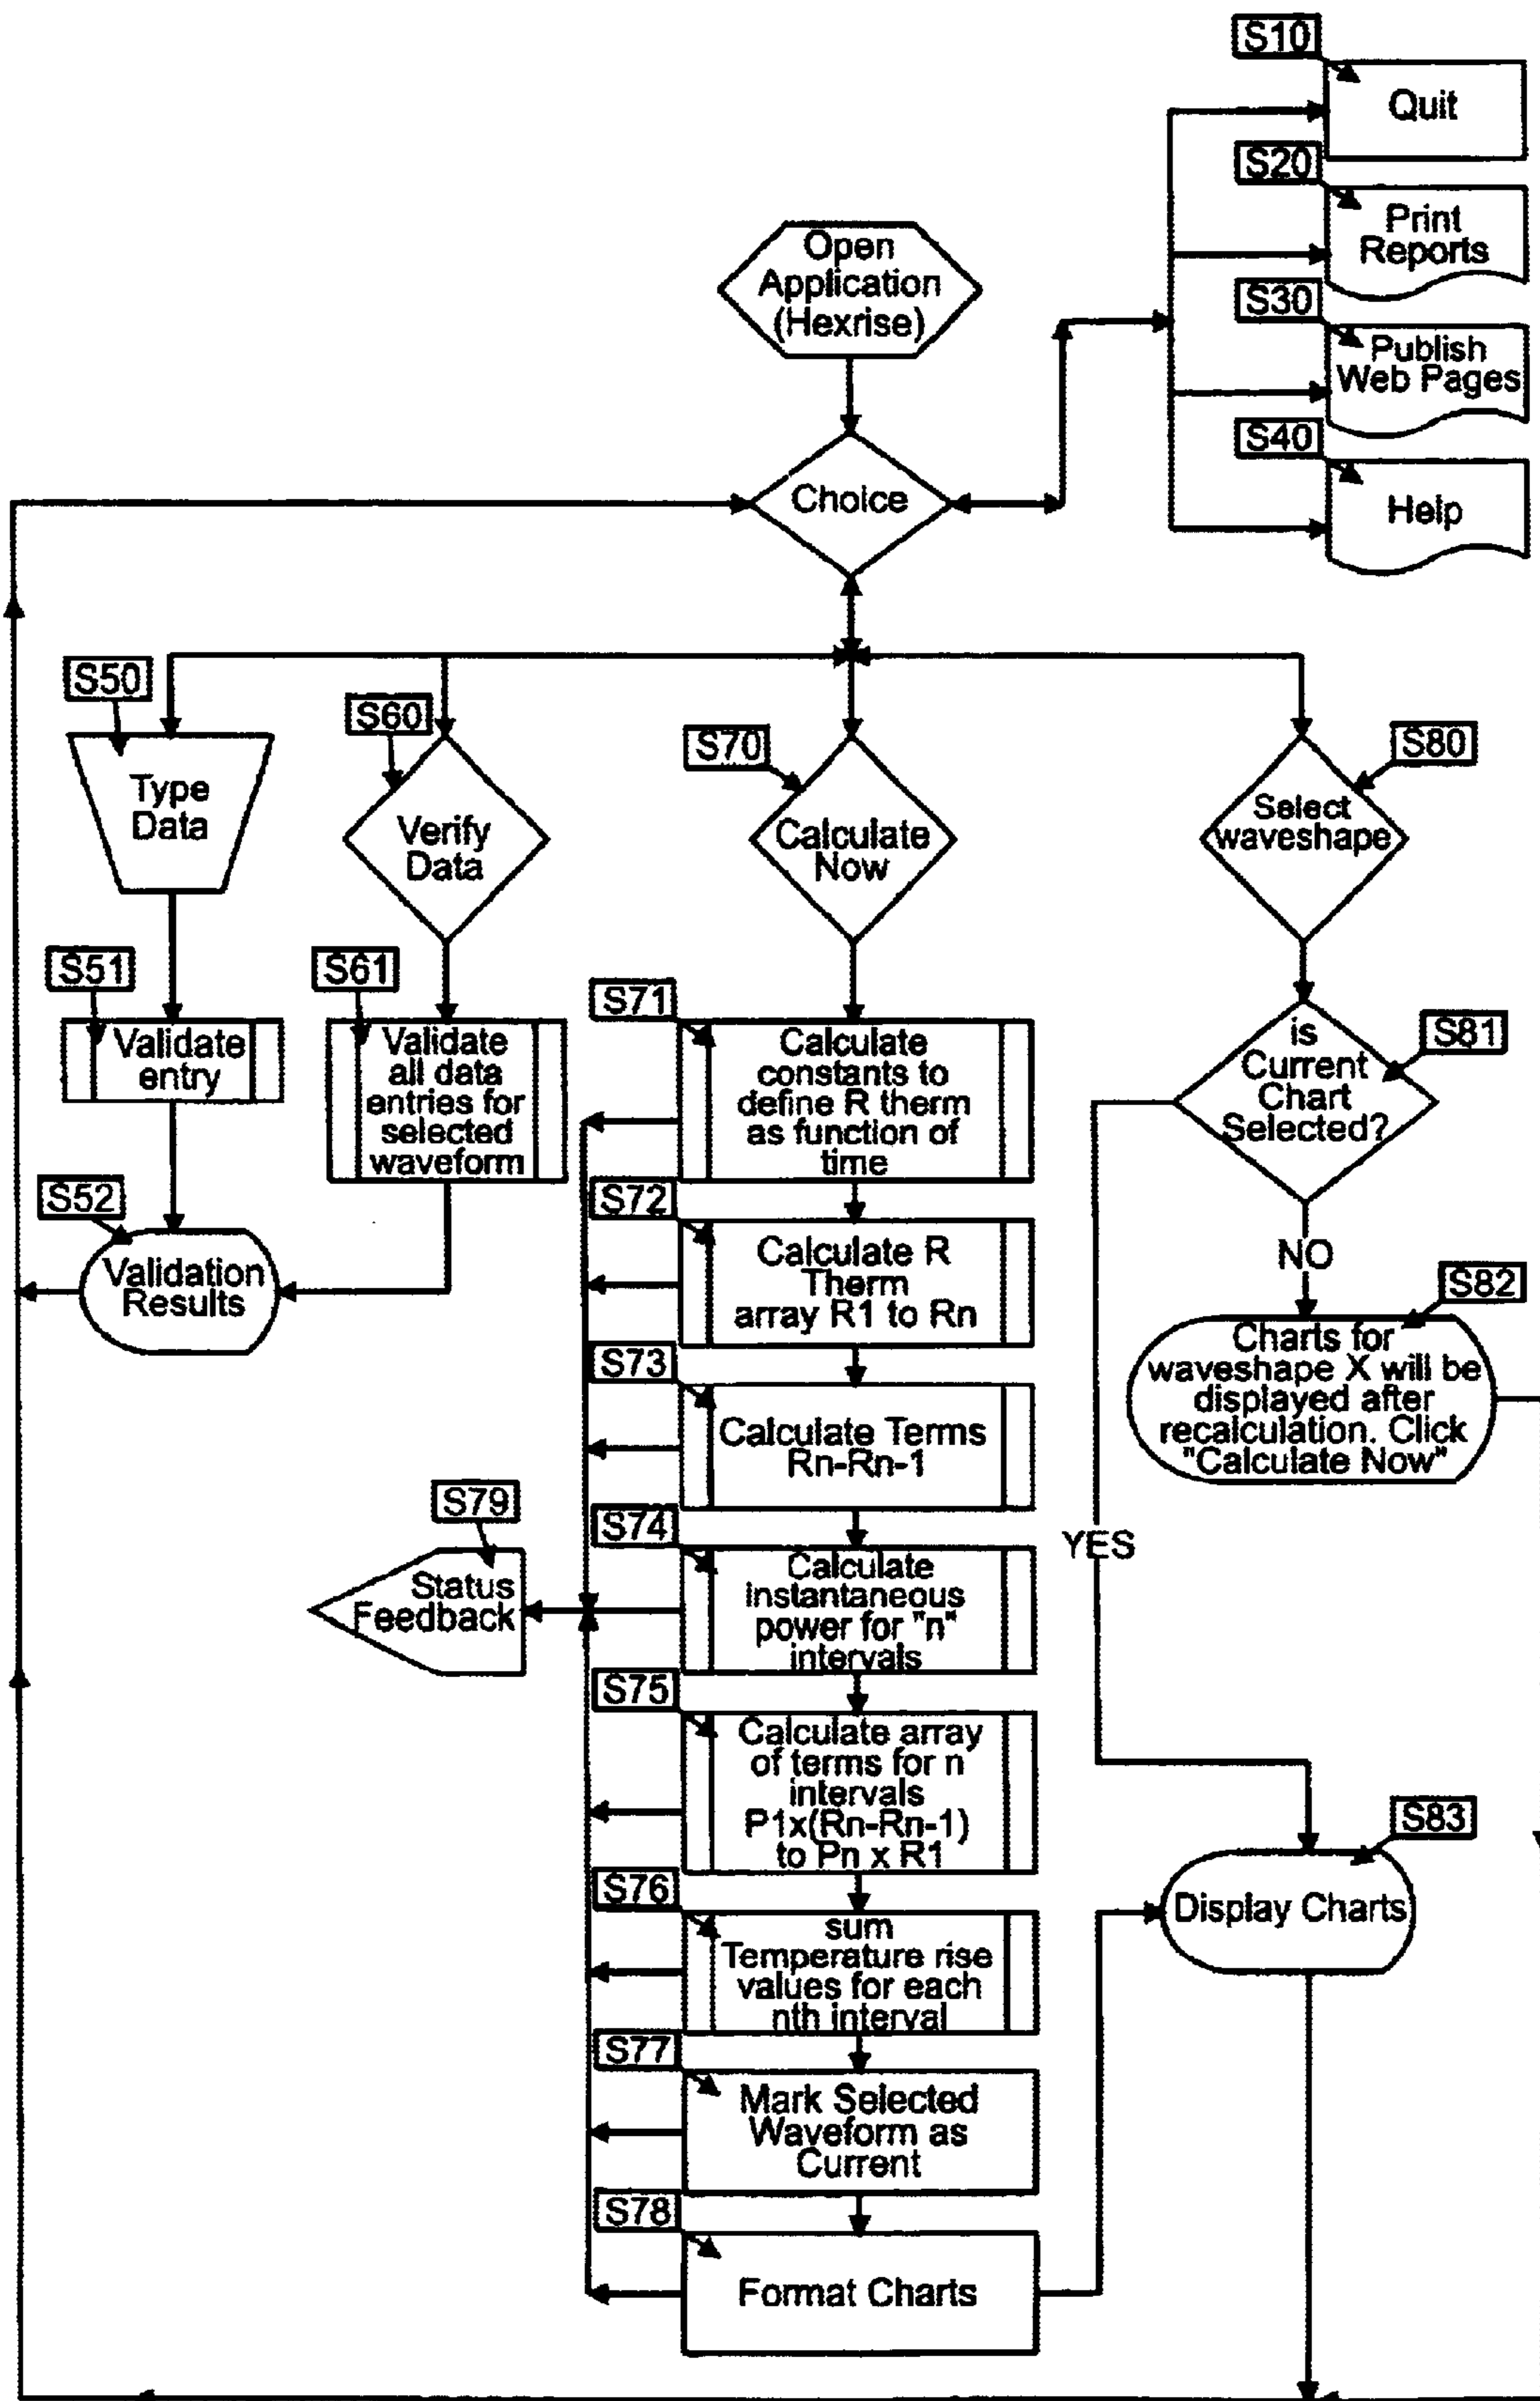 S10
Quit
S20
Print
Reports
Open
Application
(Hexrise)
S30
Publish
Web Pages
S40
Help
Choice
S50
Type
Data
S60
Verify
Data
S70
Calculate
Now
S80
Select
waveshape
S51
Validate
entry
S61
Validate
all data
entries for
selected
waveform
S52
Validation
Results
S71
Calculate
constants to
define R therm
as function of
time
S72
Calculate R
Therm
array R1 to Rn
S73
Calculate Terms
Rn-Rn-1
S74
Calculate
instantaneous
power for "n"
intervals
S79
Status
Feedback
S75
Calculate array
of terms for n
intervals
P1x(Rn-Rn-1)
to Pn x R1
S76
sum
Temperature rise
values for each
nth interval
S77
Mark Selected
Waveform as
Current
S78
Format Charts
S81
is
Current
Chart
Selected?
NO
YES
S82
Charts for
waveshape X will be
displayed after
recalculation. Click
"Calculate Now"
S83
Display Charts